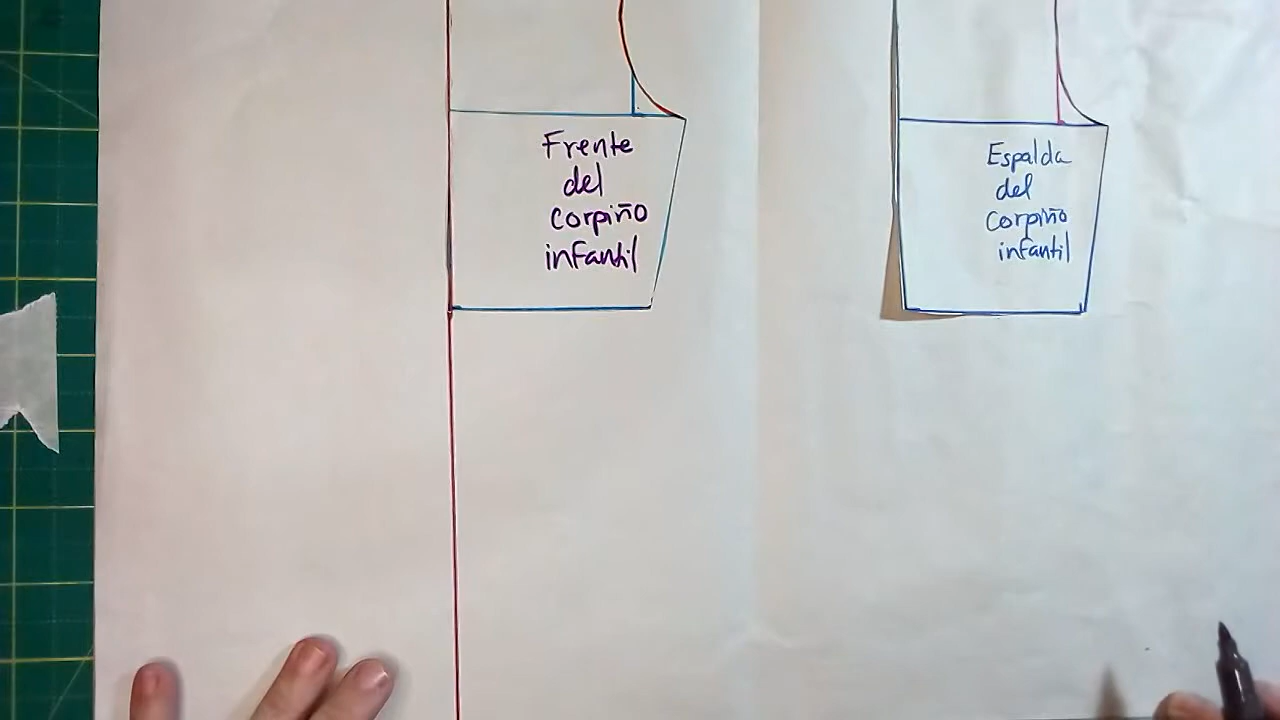 Frente
del
corpiño
infantil
Espalda
del
Corpiño
infantil